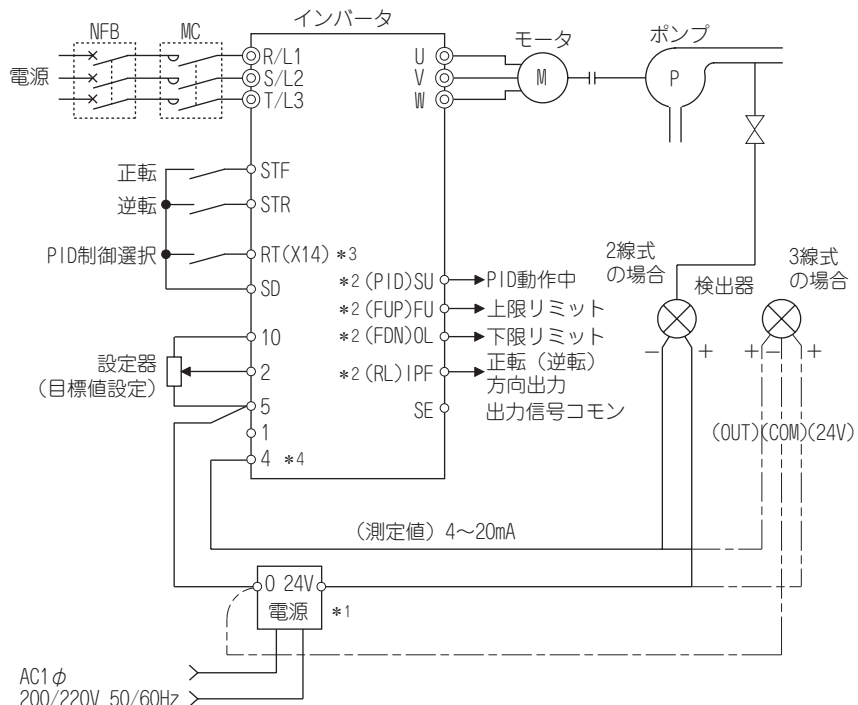 インバータ
NFB
MC
モータ
ポンプ
電源
R/L1
S/L2
T/L3
U
V
W
M
P
正転
STF
逆転
STR
PID制御選択
RT(X14) *3
SD
*2(PID)SU
PID動作中
*2(FUP)FU
上限リミット
*2(FDN)OL
下限リミット
*2(RL)IPF
正転(逆転)
方向出力
SE
出力信号コモン
2線式
の場合
検出器
3線式
の場合
- +
+ - +
(OUT)(COM)(24V)
設定器
(目標値設定)
10
2
5
1
4 *4
(測定値) 4~20mA
0 24V
電源
*1
AC1φ
200/220V 50/60Hz